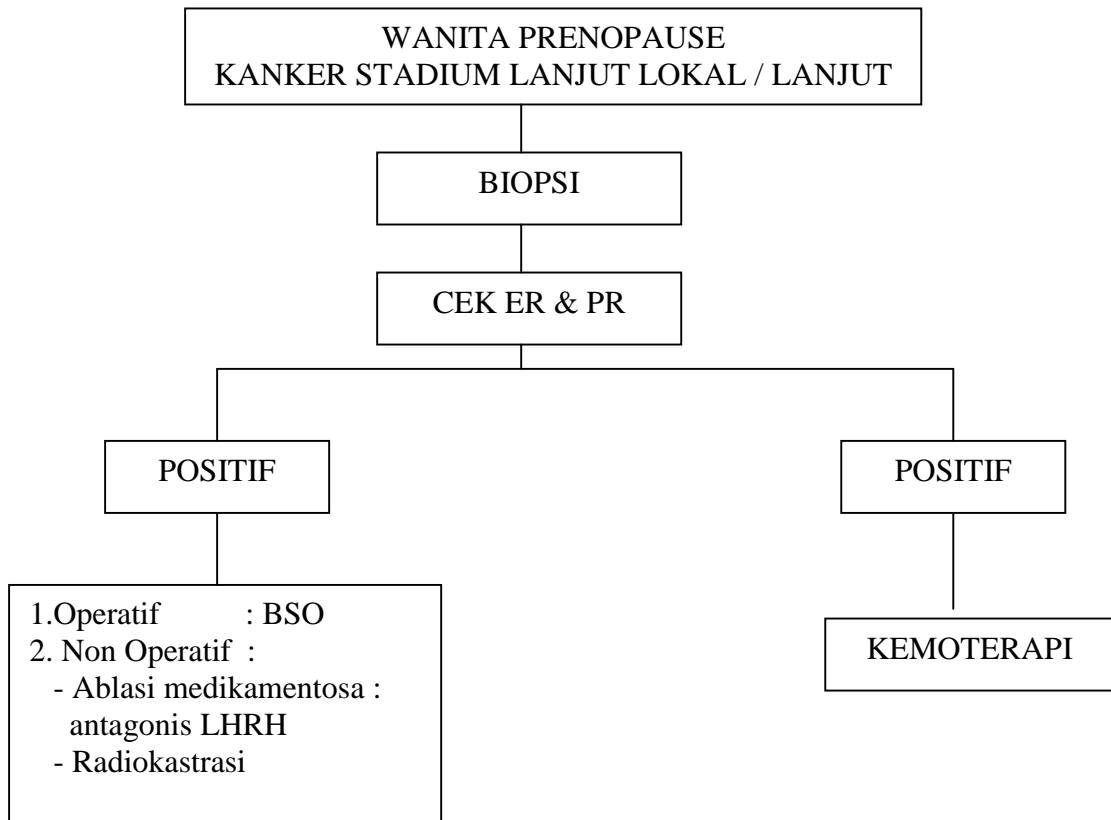 WANITA PRENOPAUSE
KANKER STADIUM LANJUT LOKAL / LANJUT
BIOPSI
CEK ER & PR
POSITIF
POSITIF
1.Operatif : BSO
2. Non Operatif :
- Ablasi medikamentosa :
antagonis LHRH
- Radiokastrasi
KEMOTERAPI